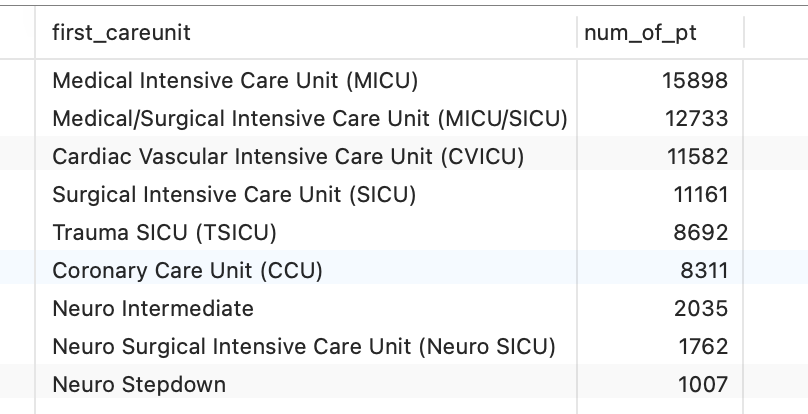 first_careunit num_of_pt
Medical Intensive Care Unit (MICU) 15898
Medical/Surgical Intensive Care Unit (MICU/SICU) 12733
Cardiac Vascular Intensive Care Unit (CVICU) 11582
Surgical Intensive Care Unit (SICU) 11161
Trauma SICU (TSICU) 8692
Coronary Care Unit (CCU) 8311
Neuro Intermediate 2035
Neuro Surgical Intensive Care Unit (Neuro SICU) 1762
Neuro Stepdown 1007